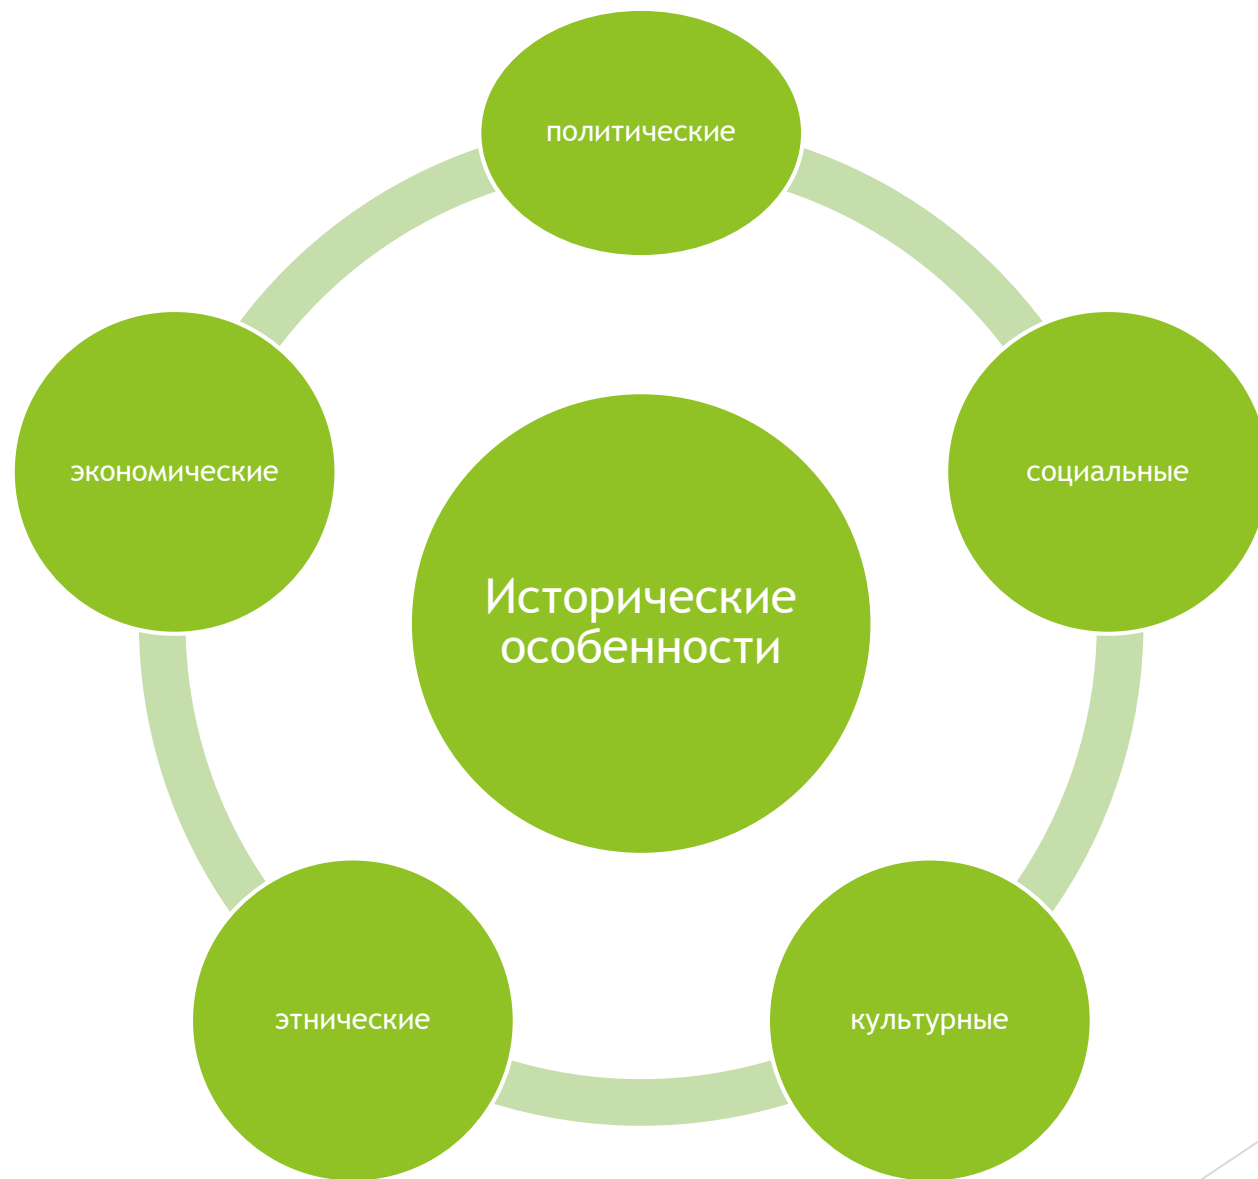 политические
экономические
социальные
Исторические
особенности
этнические
культурные